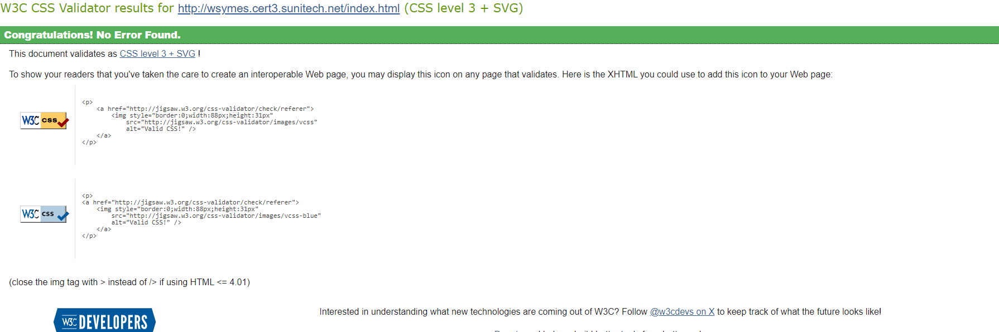 W3C CSS Validator results for http://wsymes.cert3.sunitech.net/index.html (CSS level 3 + SVG)
Congratulations! No Error Found.
This document validates as CSS level 3 + SVG !
To show your readers that you've taken the care to create an interoperable Web page, you may display this icon on any page that validates. Here is the XHTML you could use to add this icon to your Web page:
W3C css
<p>
<a href="http://jigsaw.w3.org/css-validator/check/referer">
<img style="border:0;width:88px;height:31px"
src="http://jigsaw.w3.org/css-validator/images/vcss"
alt="Valid CSS!" />
</a>
</p>
W3C css
<p>
<a href="http://jigsaw.w3.org/css-validator/check/referer">
<img style="border:0;width:88px;height:31px"
src="http://jigsaw.w3.org/css-validator/images/vcss-blue"
alt="Valid CSS!" />
</a>
</p>
(close the img tag with > instead of /> if using HTML <= 4.01)
W3C DEVELOPERS
Interested in understanding what new technologies are coming out of W3C? Follow @w3cdevs on X to keep track of what the future looks like!